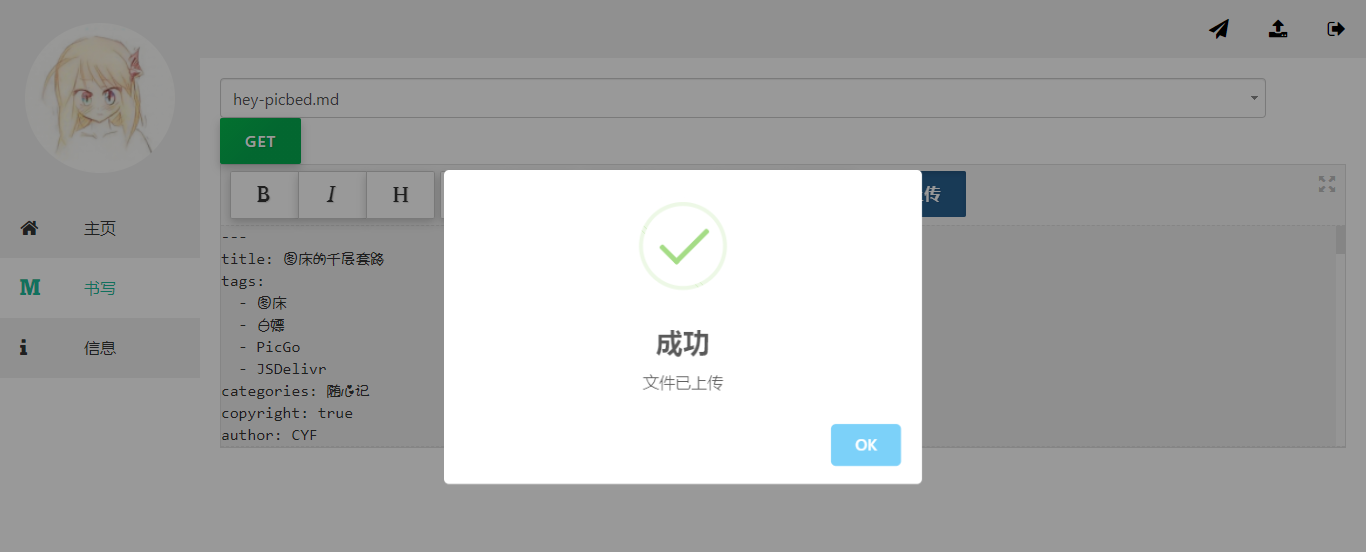 hey-picbed.md
GET
主页
书写
信息
B I H
传
---
title: 图床的千层套路
tags:
- 图床
- 白嫖
- PicGo
- JSDelivr
categories: 随心记
copyright: true
author: CYF
成功
文件已上传
OK